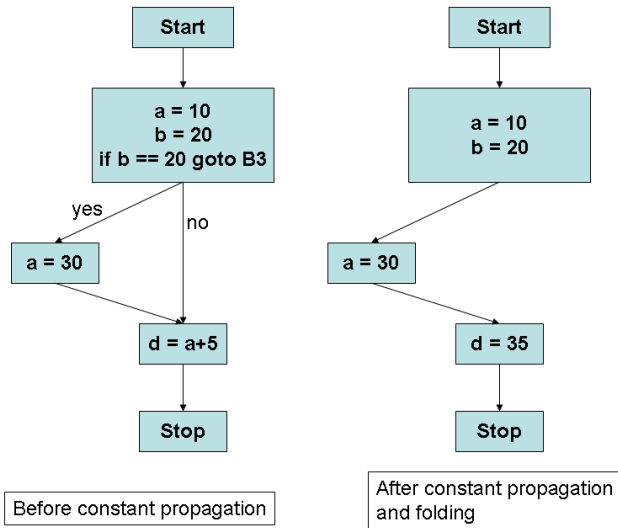 Start
a = 10
b = 20
if b == 20 goto B3
yes
no
a = 30
d = a+5
Stop
Before constant propagation
Start
a = 10
b = 20
a = 30
d = 35
Stop
After constant propagation
and folding